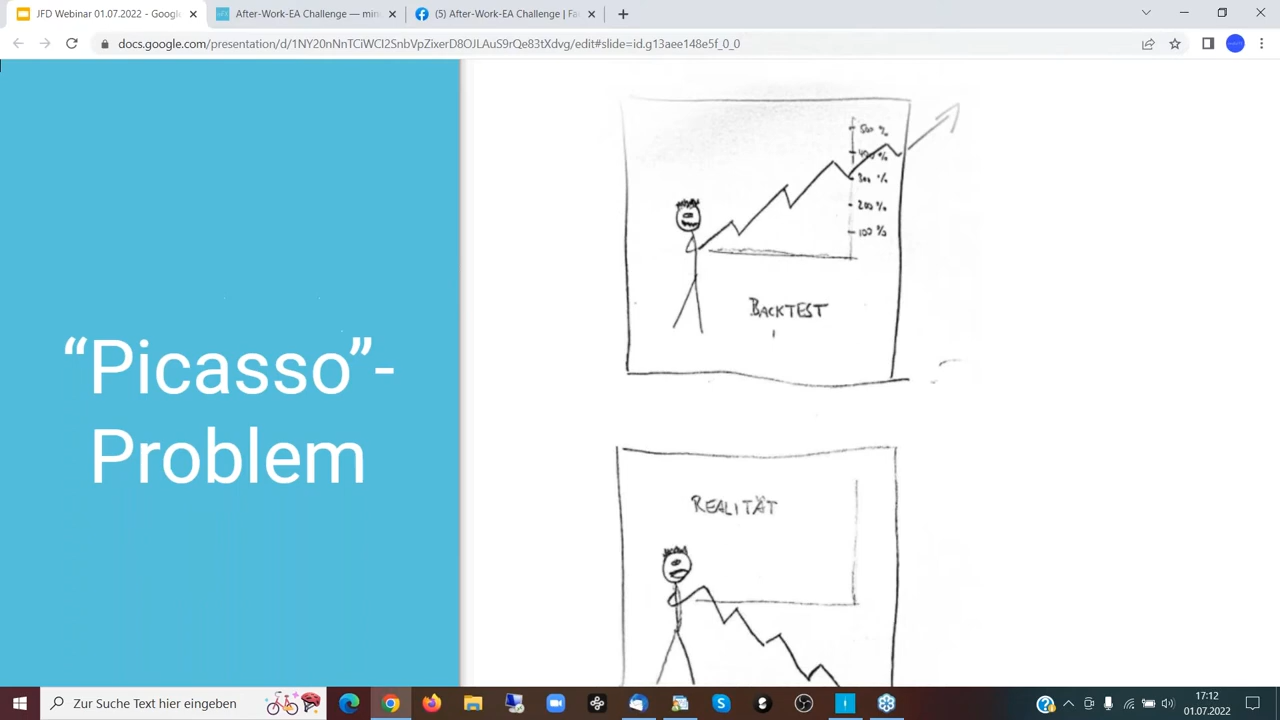 JFD Webinar 01.07.2022 - Google
After-Work-EA Challenge — min
(5) After-Work-EA Challenge | Fa
docs.google.com/presentation/d/1NY20nNnTCiWCl2SnbVpZixerD8OJLAuS9rQe83tXdvg/edit#slide=id.g13aee148e5f_0_0
“Picasso”-
Problem
500 %
400 %
300 %
200 %
100 %
BACKTEST
REALITÄT
Zur Suche Text hier eingeben
17:12
01.07.2022